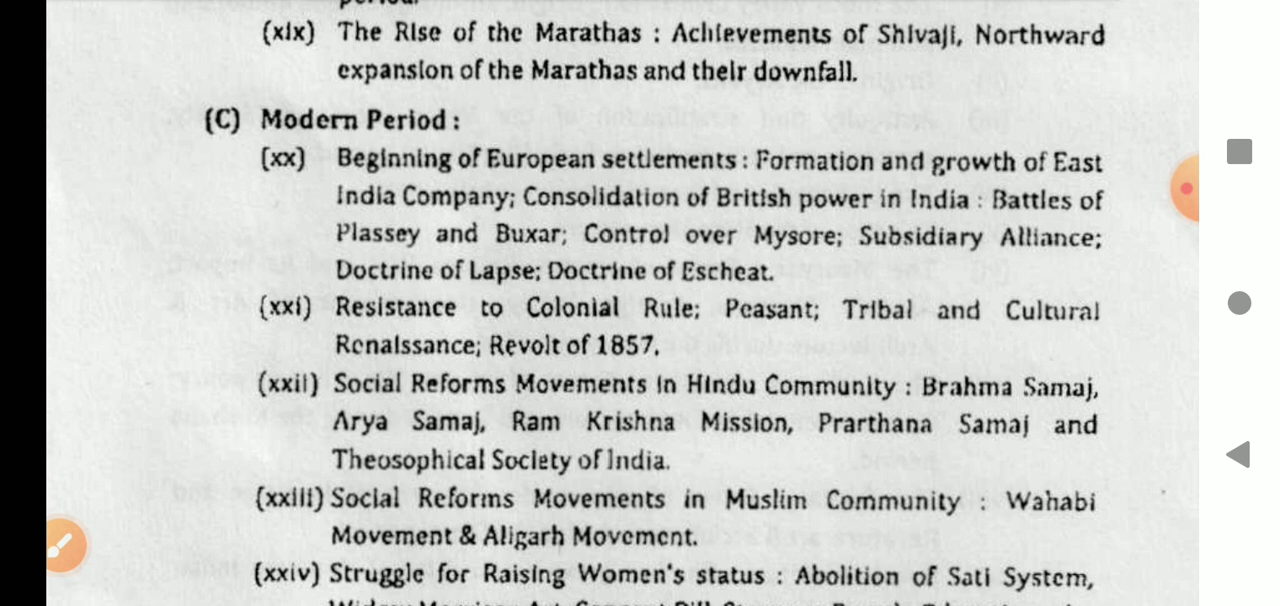 period.
(xix) The Rise of the Marathas : Achievements of Shivaji, Northward
expansion of the Marathas and their downfall.
(C) Modern Period :
(xx) Beginning of European settlements : Formation and growth of East
India Company; Consolidation of British power in India : Battles of
Plassey and Buxar; Control over Mysore; Subsidiary Alliance;
Doctrine of Lapse; Doctrine of Escheat.
(xxi) Resistance to Colonial Rule; Peasant; Tribal and Cultural
Renaissance; Revolt of 1857.
(xxii) Social Reforms Movements in Hindu Community : Brahma Samaj,
Arya Samaj, Ram Krishna Mission, Prarthana Samaj and
Theosophical Society of India.
(xxiii) Social Reforms Movements in Muslim Community : Wahabi
Movement & Aligarh Movement.
(xxiv) Struggle for Raising Women's status : Abolition of Sati System,